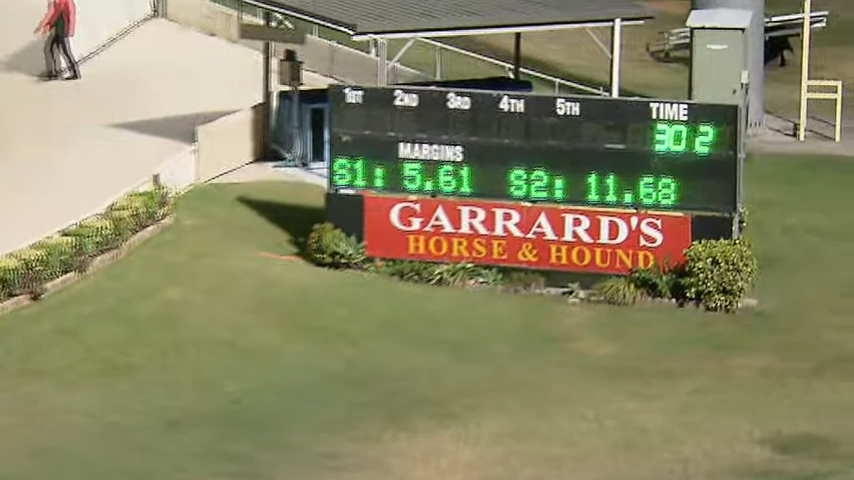 1ST 2ND 3RD 4TH 5TH TIME
30 2
MARGINS
S1: 5.61 S2: 11.68
GARRARD'S
HORSE & HOUND